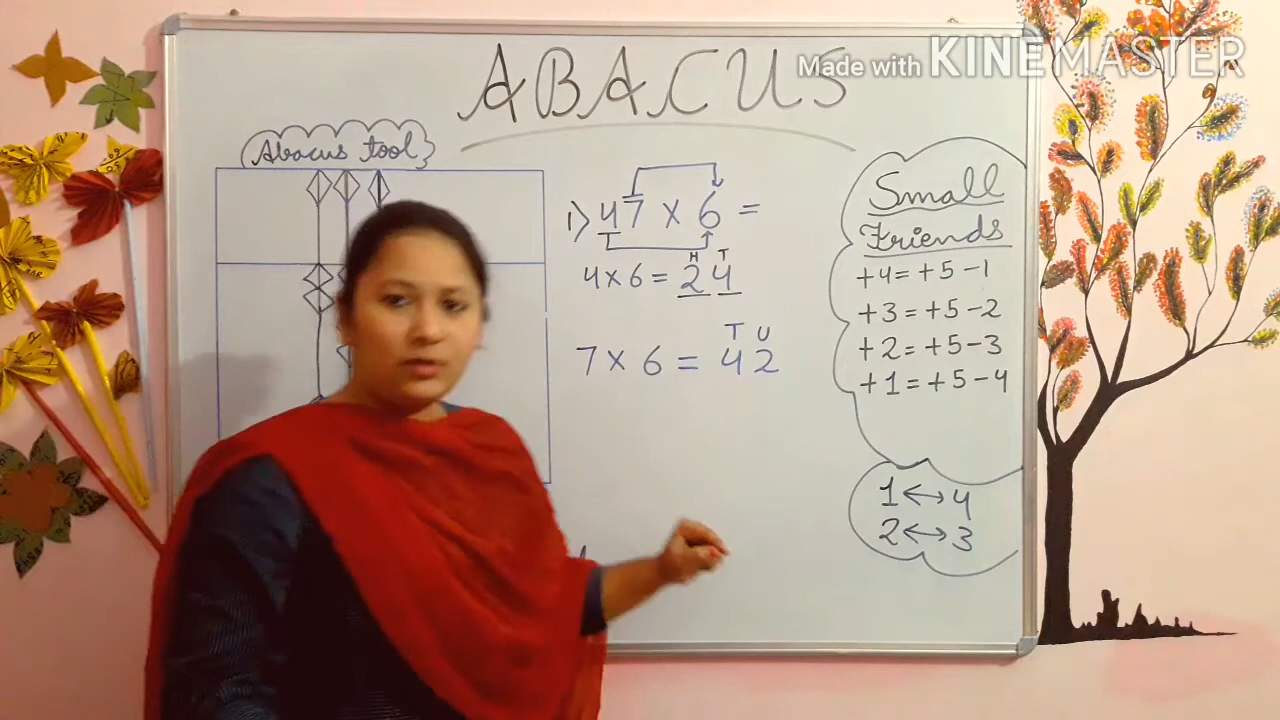 Made with KINEMASTER
ABACUS
Abacus tool
1) 47 × 6 =
H T
4×6 = 24
T U
7 × 6 = 42
Small
Friends
+4=+5-1
+3=+5-2
+2=+5-3
+1=+5-4
1↔4
2↔3